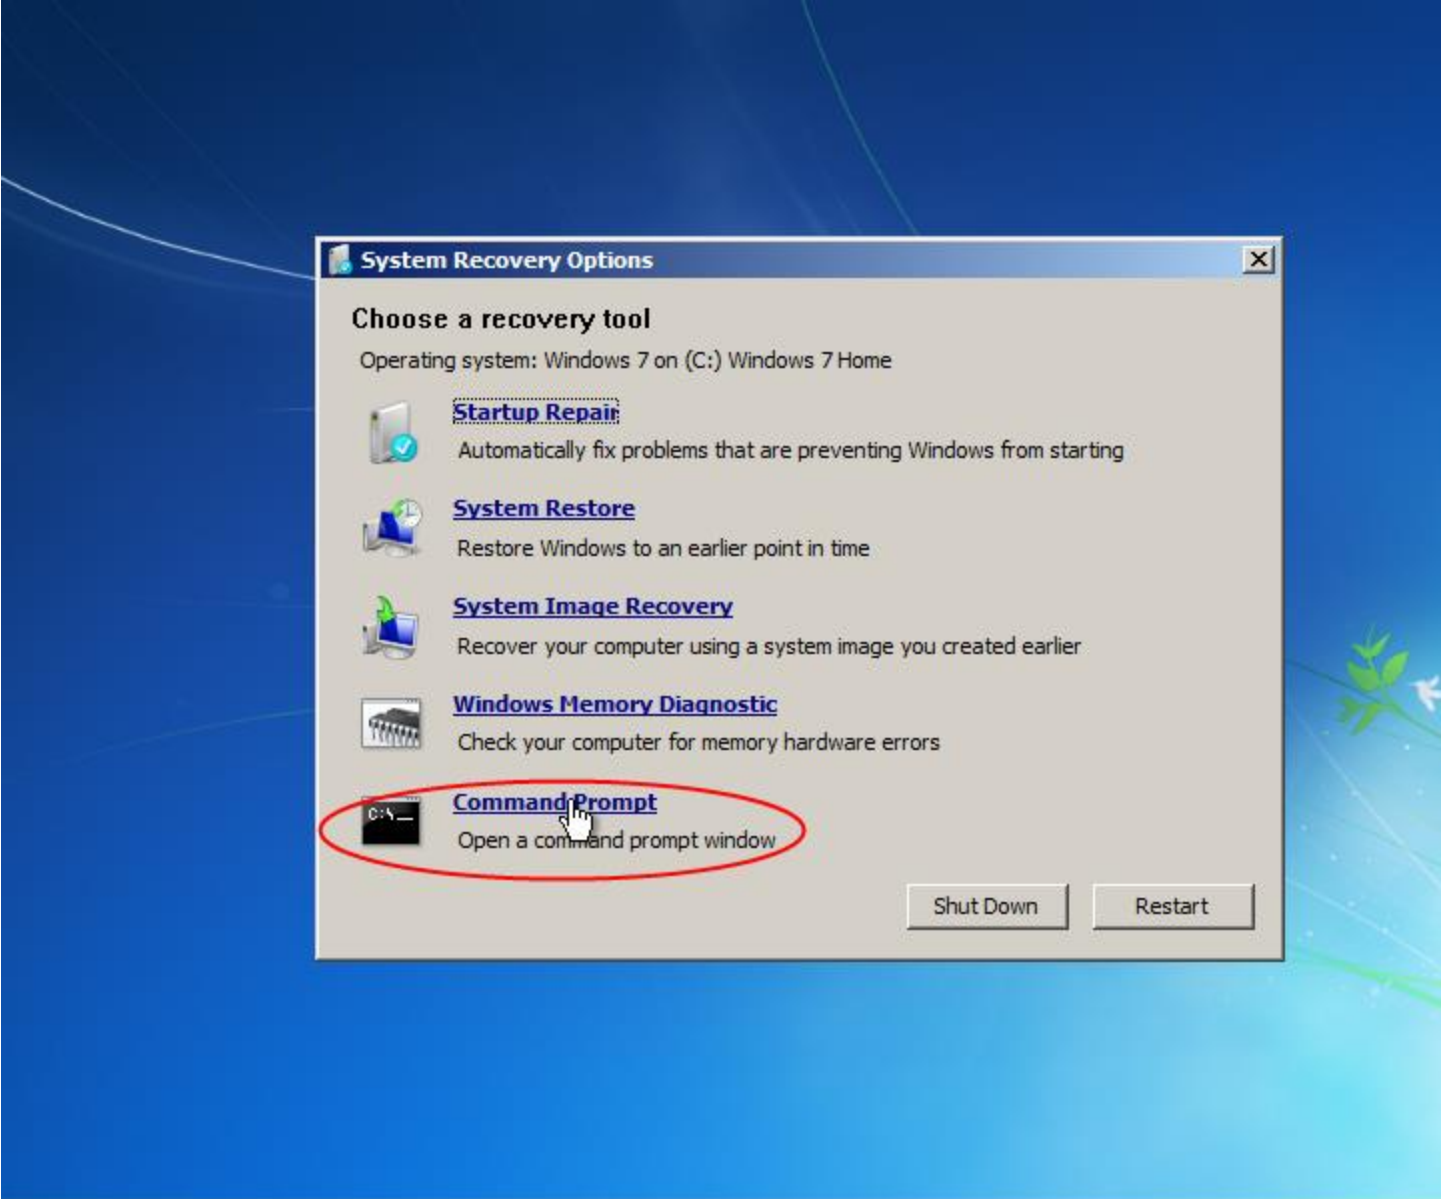 System Recovery Options
Choose a recovery tool
Operating system: Windows 7 on (C:) Windows 7 Home
Startup Repair
Automatically fix problems that are preventing Windows from starting
System Restore
Restore Windows to an earlier point in time
System Image Recovery
Recover your computer using a system image you created earlier
Windows Memory Diagnostic
Check your computer for memory hardware errors
C:\_
Command Prompt
Open a command prompt window
Shut Down
Restart